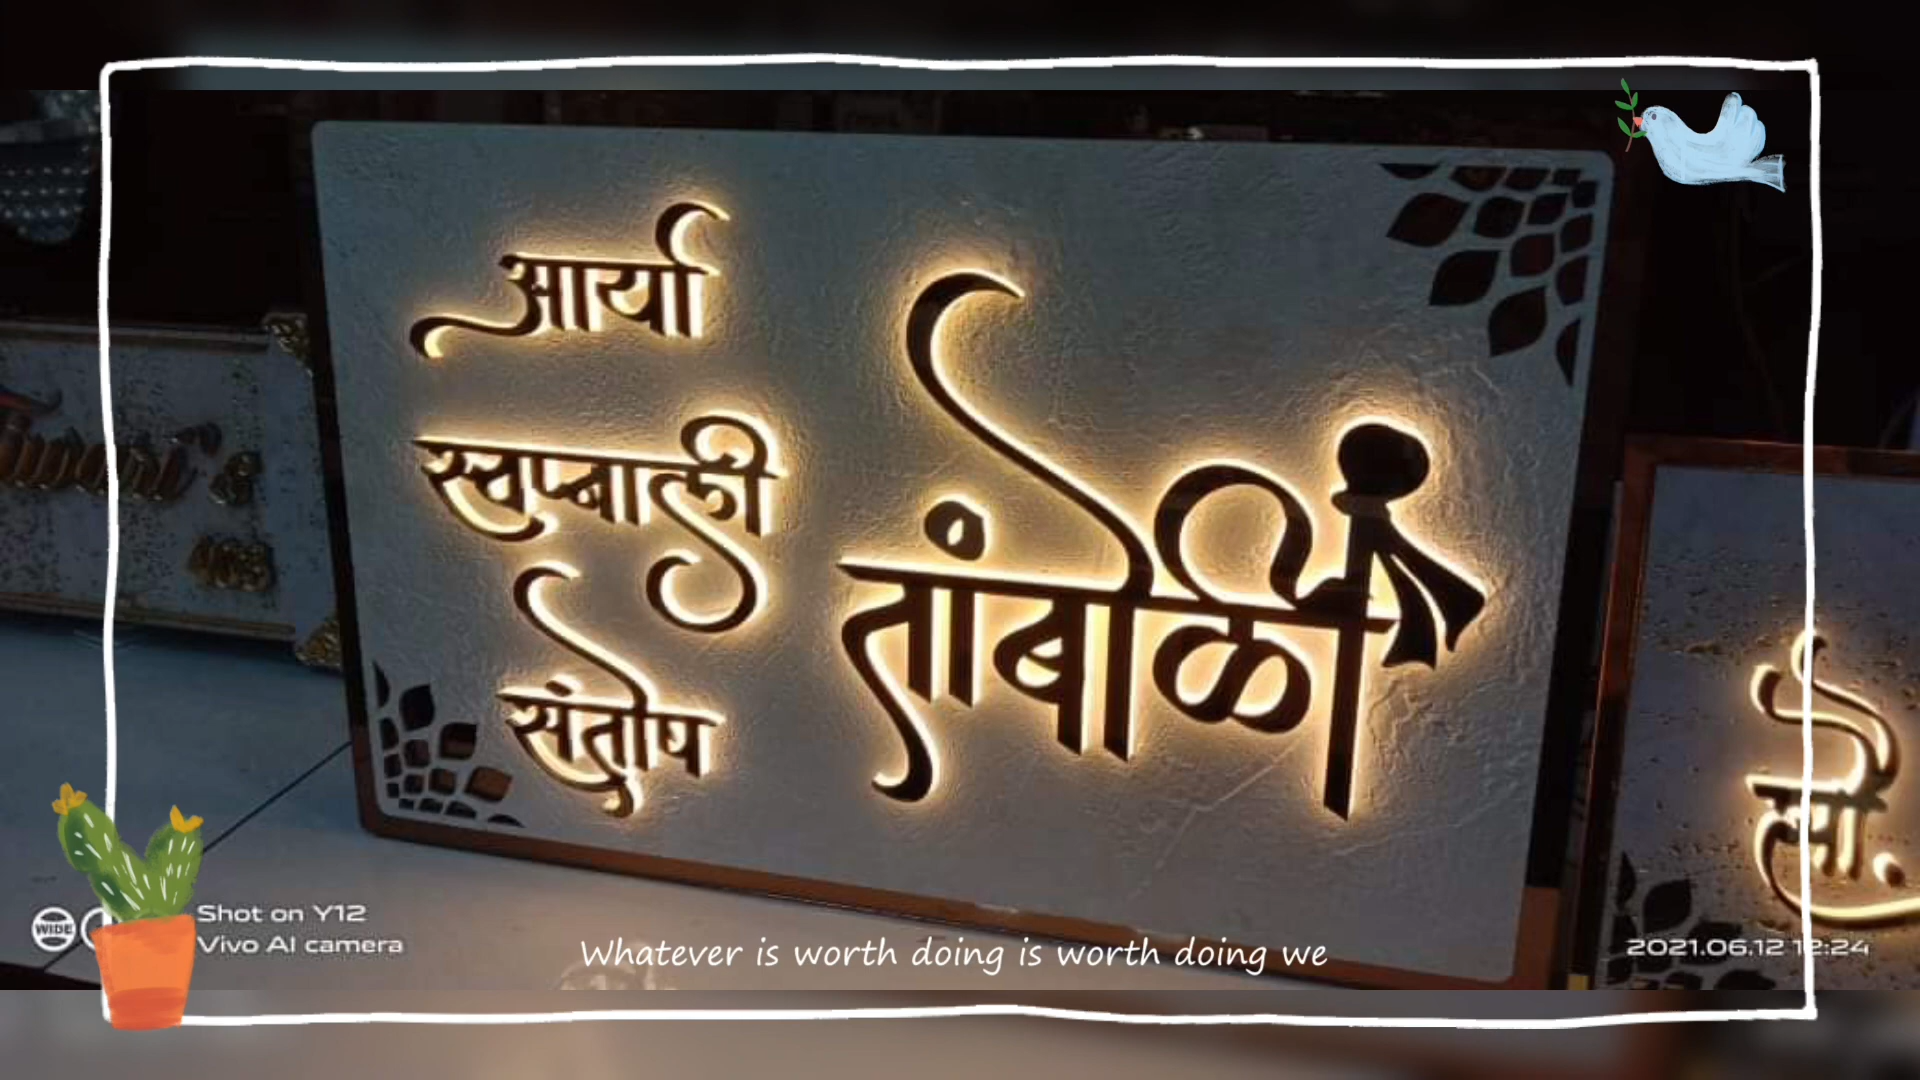 आर्या
स्वप्नाली
संतोष
तांबोळी
403
Shot on Y12
Vivo AI camera
Whatever is worth doing is worth doing we
2021.06.12 12:24